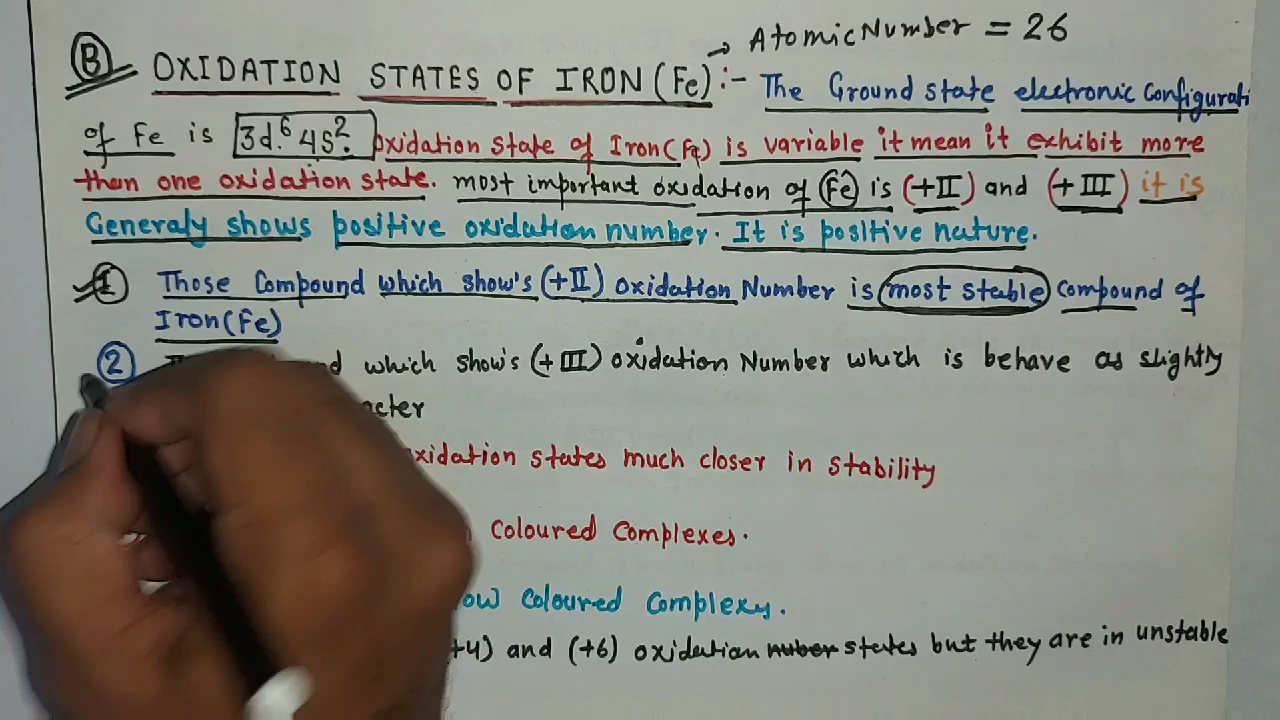 → Atomic Number = 26
B OXIDATION STATES OF IRON (Fe) :- The Ground state electronic Configurati
of Fe is 3d⁶ 4s². oxidation state of Iron(Fe) is variable it mean it exhibit more
then one oxidation state. most important oxidation of Fe is (+II) and (+III) it is
Generaly shows positive oxidation number. It is positive nature.
1 Those Compound which show's (+II) oxidation Number is most stable compound of
Iron(Fe)
2 which show's (+III) oxidation Number which is behave as slightly
oxidation states much closer in stability
Coloured Complexes.
Coloured Complexy.
+4) and (+6) oxidation number states but they are in unstable